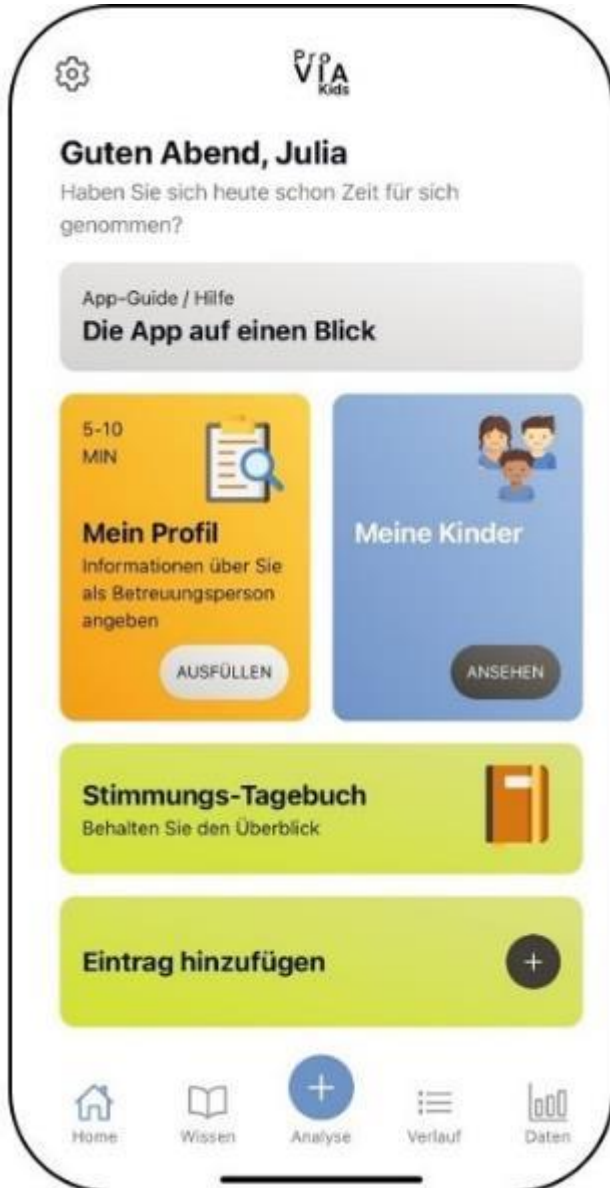 Pro
VIA
Kids
Guten Abend, Julia
Haben Sie sich heute schon Zeit für sich
genommen?
App-Guide / Hilfe
Die App auf einen Blick
5-10
MIN
Mein Profil
Informationen über Sie
als Betreuungsperson
angeben
AUSFÜLLEN
Meine Kinder
ANSEHEN
Stimmungs-Tagebuch
Behalten Sie den Überblick
Eintrag hinzufügen
Home
Wissen
Analyse
Verlauf
Daten